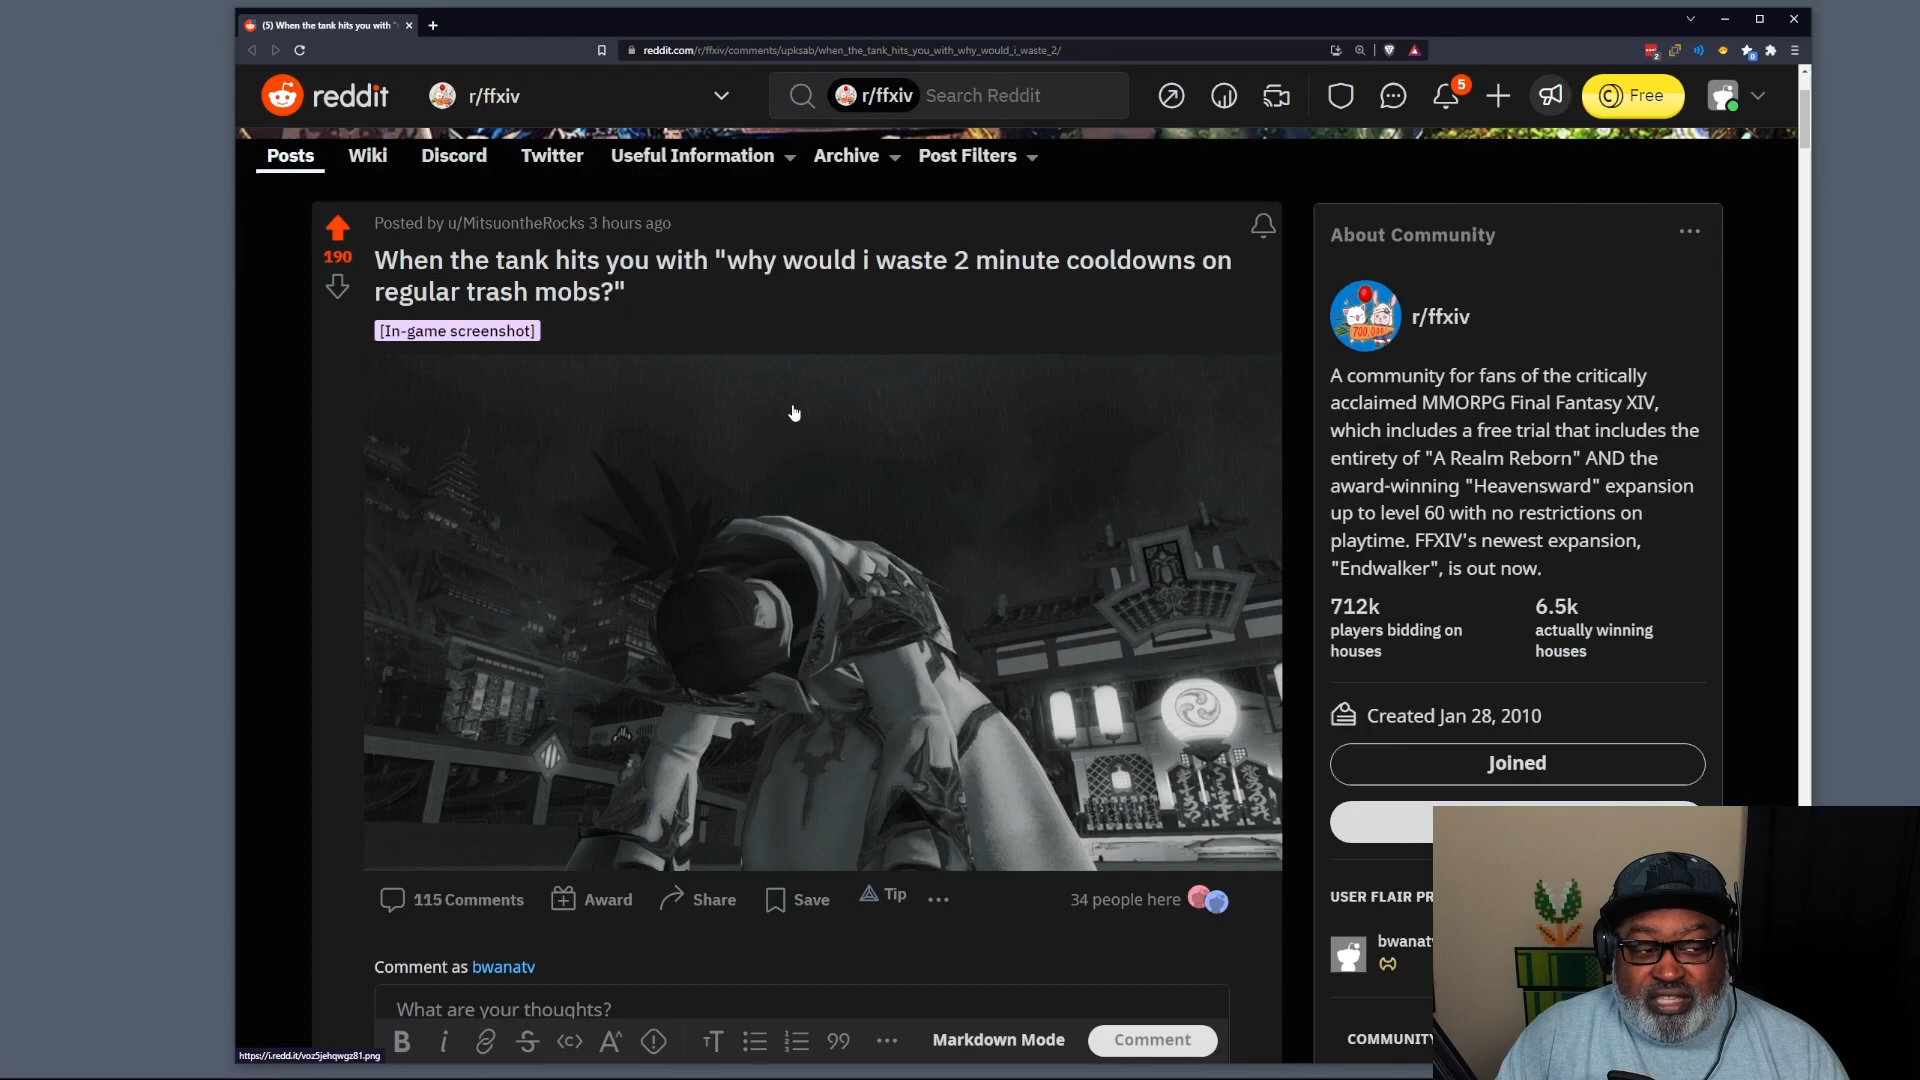 (5) When the tank hits you with "
reddit.com/r/ffxiv/comments/upksab/when_the_tank_hits_you_with_why_would_i_waste_2/
reddit
r/ffxiv
r/ffxiv
Search Reddit
5
Free
Posts
Wiki
Discord
Twitter
Useful Information
Archive
Post Filters
Posted by u/MitsuontheRocks 3 hours ago
190
When the tank hits you with "why would i waste 2 minute cooldowns on
regular trash mobs?"
[In-game screenshot]
115 Comments
Award
Share
Save
Tip
34 people here
Comment as bwanatv
What are your thoughts?
Markdown Mode
Comment
https://i.redd.it/voz5jehqwgz81.png
About Community
r/ffxiv
A community for fans of the critically
acclaimed MMORPG Final Fantasy XIV,
which includes a free trial that includes the
entirety of "A Realm Reborn" AND the
award-winning "Heavensward" expansion
up to level 60 with no restrictions on
playtime. FFXIV's newest expansion,
"Endwalker", is out now.
712k
players bidding on
houses
6.5k
actually winning
houses
Created Jan 28, 2010
Joined
USER FLAIR PR
bwanatv
COMMUNITY